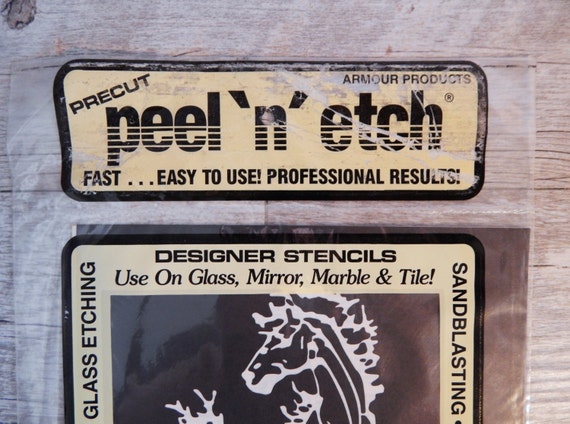 PRECUT
ARMOUR PRODUCTS
peel 'n' etch®
FAST . . . EASY TO USE! PROFESSIONAL RESULTS!
DESIGNER STENCILS
Use On Glass, Mirror, Marble & Tile!
GLASS ETCHING
SANDBLASTING •